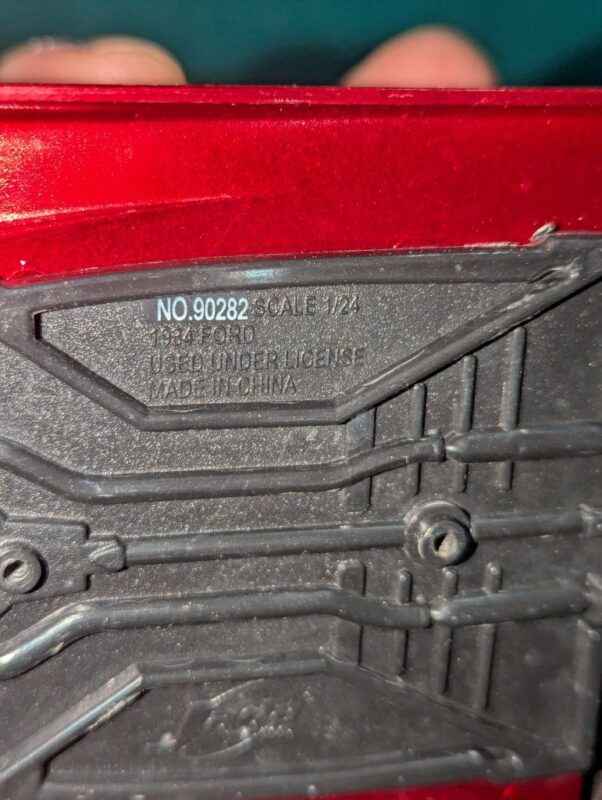 NO.90282 SCALE 1/24
1934 FORD
USED UNDER LICENSE
MADE IN CHINA